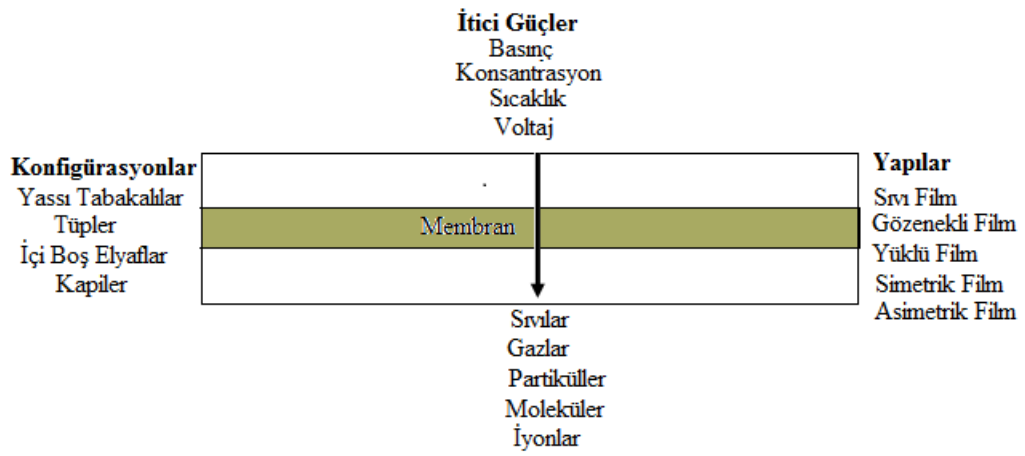 İtici Güçler
Basınç
Konsantrasyon
Sıcaklık
Voltaj
Konfigürasyonlar
Yassı Tabakalılar
Tüpler
İçi Boş Elyaflar
Kapiler
Membran
Yapılar
Sıvı Film
Gözenekli Film
Yüklü Film
Simetrik Film
Asimetrik Film
Sıvılar
Gazlar
Partiküller
Moleküler
İyonlar